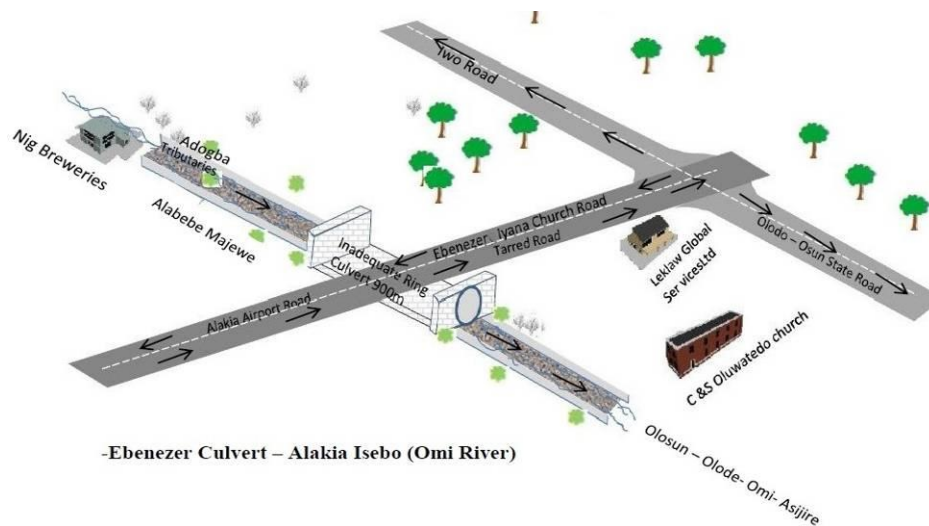 Two Road
Nig Breweries
Adogba
Tributaries
Alabebe Majewe
Inadequate Ring
Culvert 900m
Ebenezer Iyana Church Road
Tarred Road
Alakia Airport Road
Leklaw Global
Ser vicesLtd
Olodo – Osun State Road
C &S Oluwatedo church
Olosun – Olode- Omi- Asijire
-Ebenezer Culvert – Alakia Isebo (Omi River)